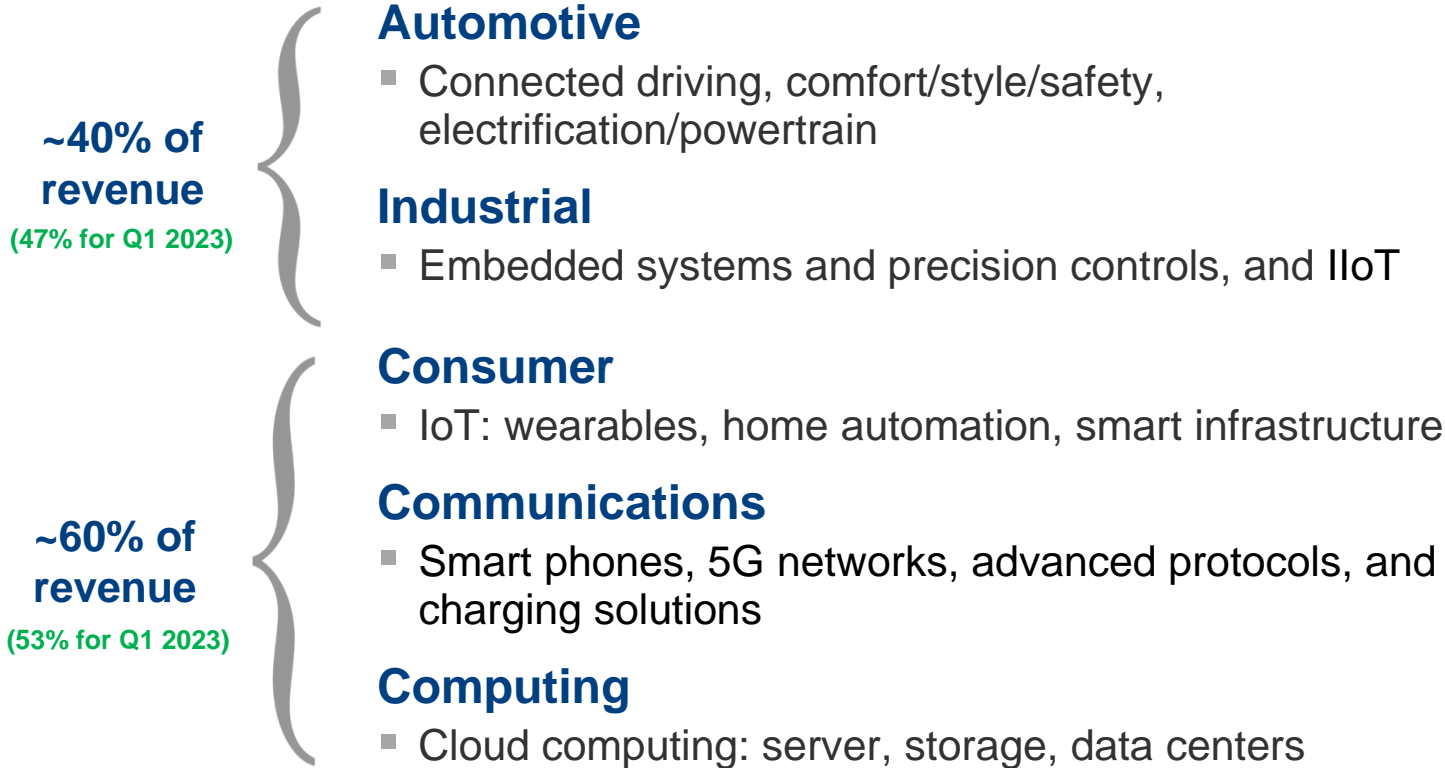 Automotive
Connected driving, comfort/style/safety,
electrification/powertrain
~40% of
revenue
(47% for Q1 2023)
Industrial
Embedded systems and precision controls, and IIoT
Consumer
IoT: wearables, home automation, smart infrastructure
Communications
Smart phones, 5G networks, advanced protocols, and
charging solutions
~60% of
revenue
(53% for Q1 2023)
Computing
Cloud computing: server, storage, data centers